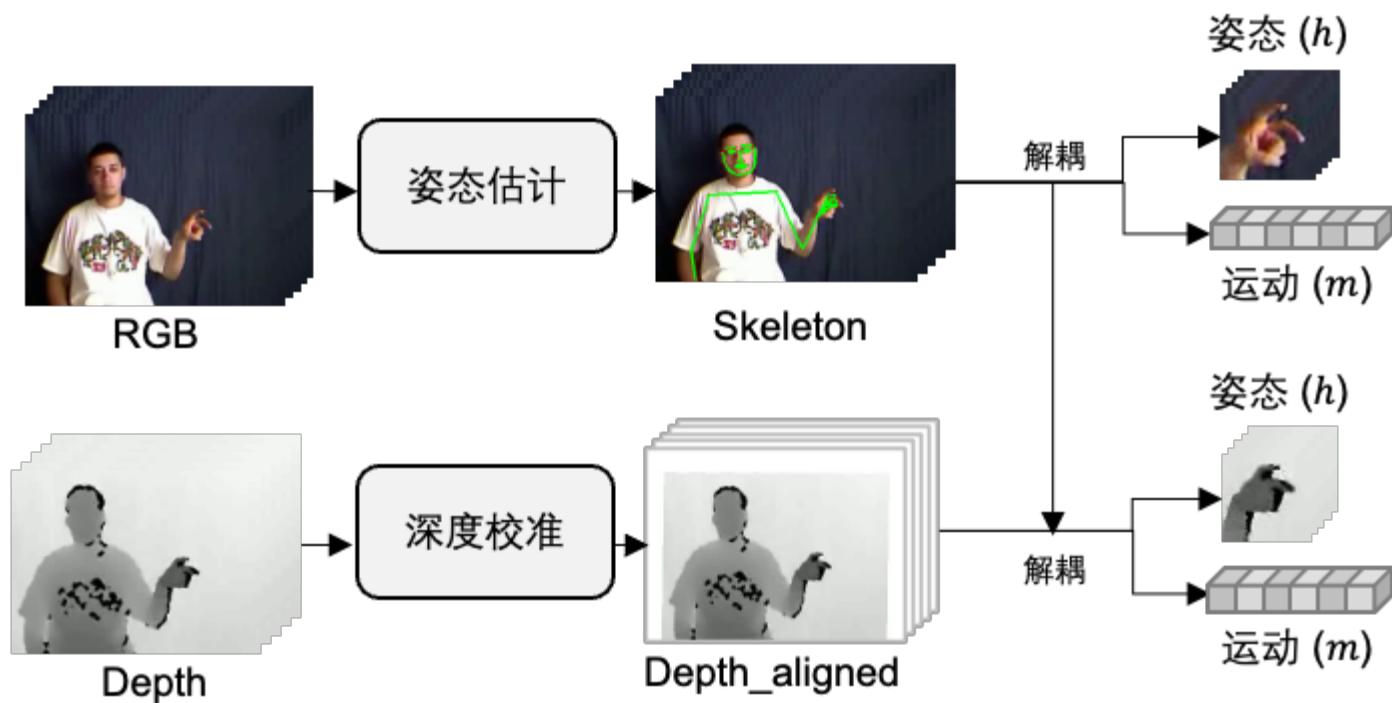 姿态 (h)
姿态估计
解耦
RGB
Skeleton
运动 (m)
姿态 (h)
深度校准
解耦
Depth
Depth_aligned
运动 (m)